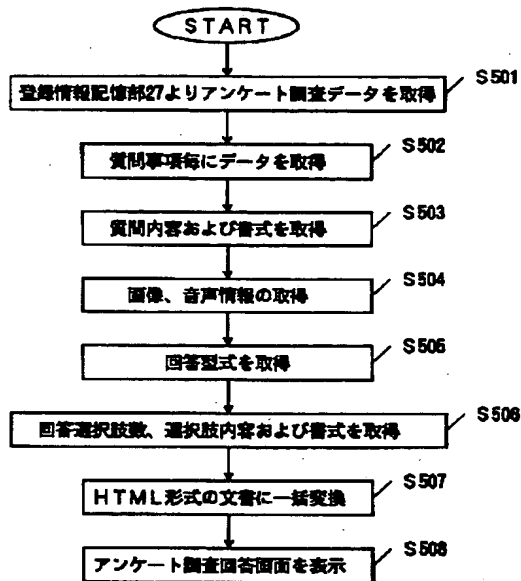 START
登録情報記憶部27よりアンケート調査データを取得
S501
質問事項毎にデータを取得
S502
質問内容および書式を取得
S503
画像、音声情報の取得
S504
回答型式を取得
S505
回答選択肢数、選択肢内容および書式を取得
S506
HTML形式の文書に一括変換
S507
アンケート調査回答画面を表示
S508